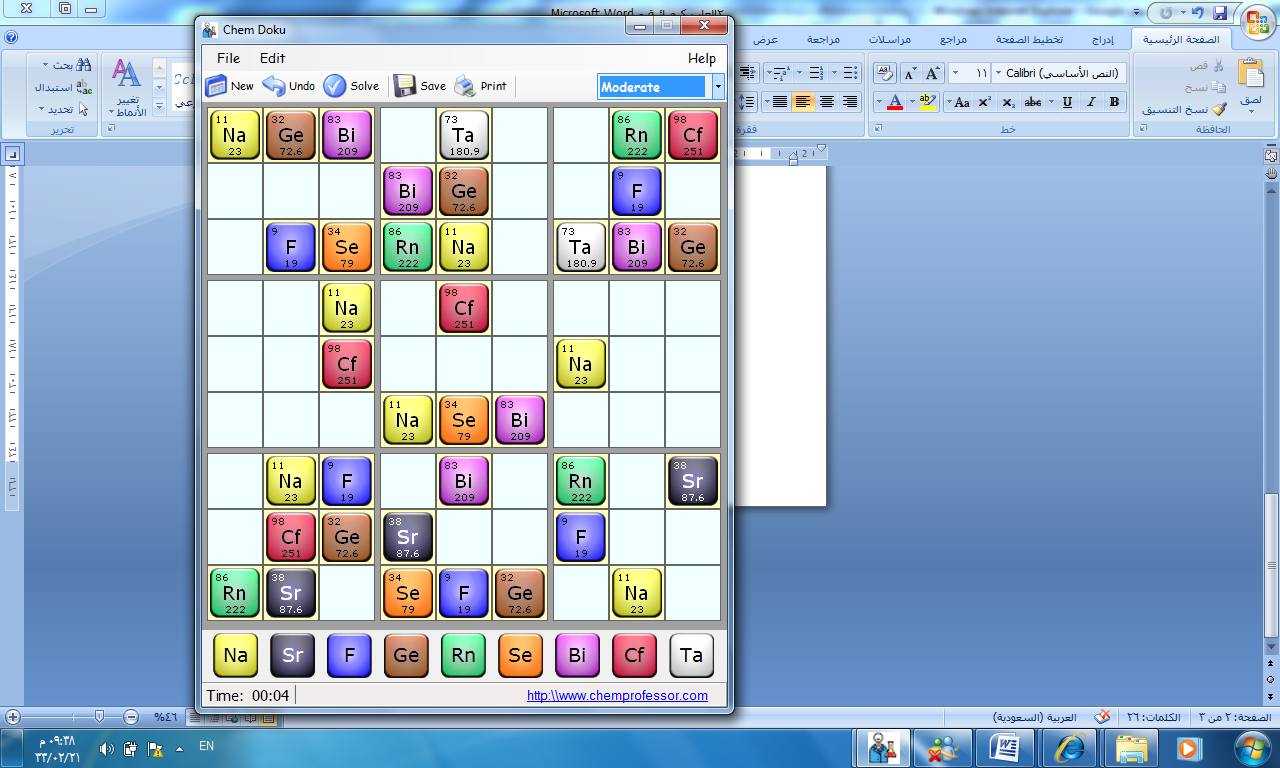 Microsoft Word
Chem Doku
File Edit Help
New Undo Solve Save Print Moderate
11 Na 23 32 Ge 72.6 83 Bi 209 73 Ta 180.9 86 Rn 222 98 Cf 251
83 Bi 209 32 Ge 72.6 9 F 19
9 F 19 34 Se 79 86 Rn 222 11 Na 23 73 Ta 180.9 83 Bi 209 32 Ge 72.6
11 Na 23 98 Cf 251
98 Cf 251 11 Na 23
11 Na 23 34 Se 79 83 Bi 209
11 Na 23 9 F 19 83 Bi 209 86 Rn 222 38 Sr 87.6
98 Cf 251 32 Ge 72.6 38 Sr 87.6 9 F 19
86 Rn 222 38 Sr 87.6 34 Se 79 9 F 19 32 Ge 72.6 11 Na 23
Na Sr F Ge Rn Se Bi Cf Ta
Time: 00:04 http:\\www.chemprofessor.com
الصفحة الرئيسية إدراج تخطيط الصفحة مراجع مراسلات مراجعة عرض
لصق
قص
نسخ
نسخ التنسيق
الحافظة
Calibri (النص الأساسي) ١١
خط
فقرة
تغيير الأنماط
بحث
استبدال
تحديد
تحرير
الصفحة: ٢ من ٣ الكلمات: ٢٦ العربية (السعودية)
٤٦%
EN
٠٩:٣٨ م
٣٣/٠٢/٢١